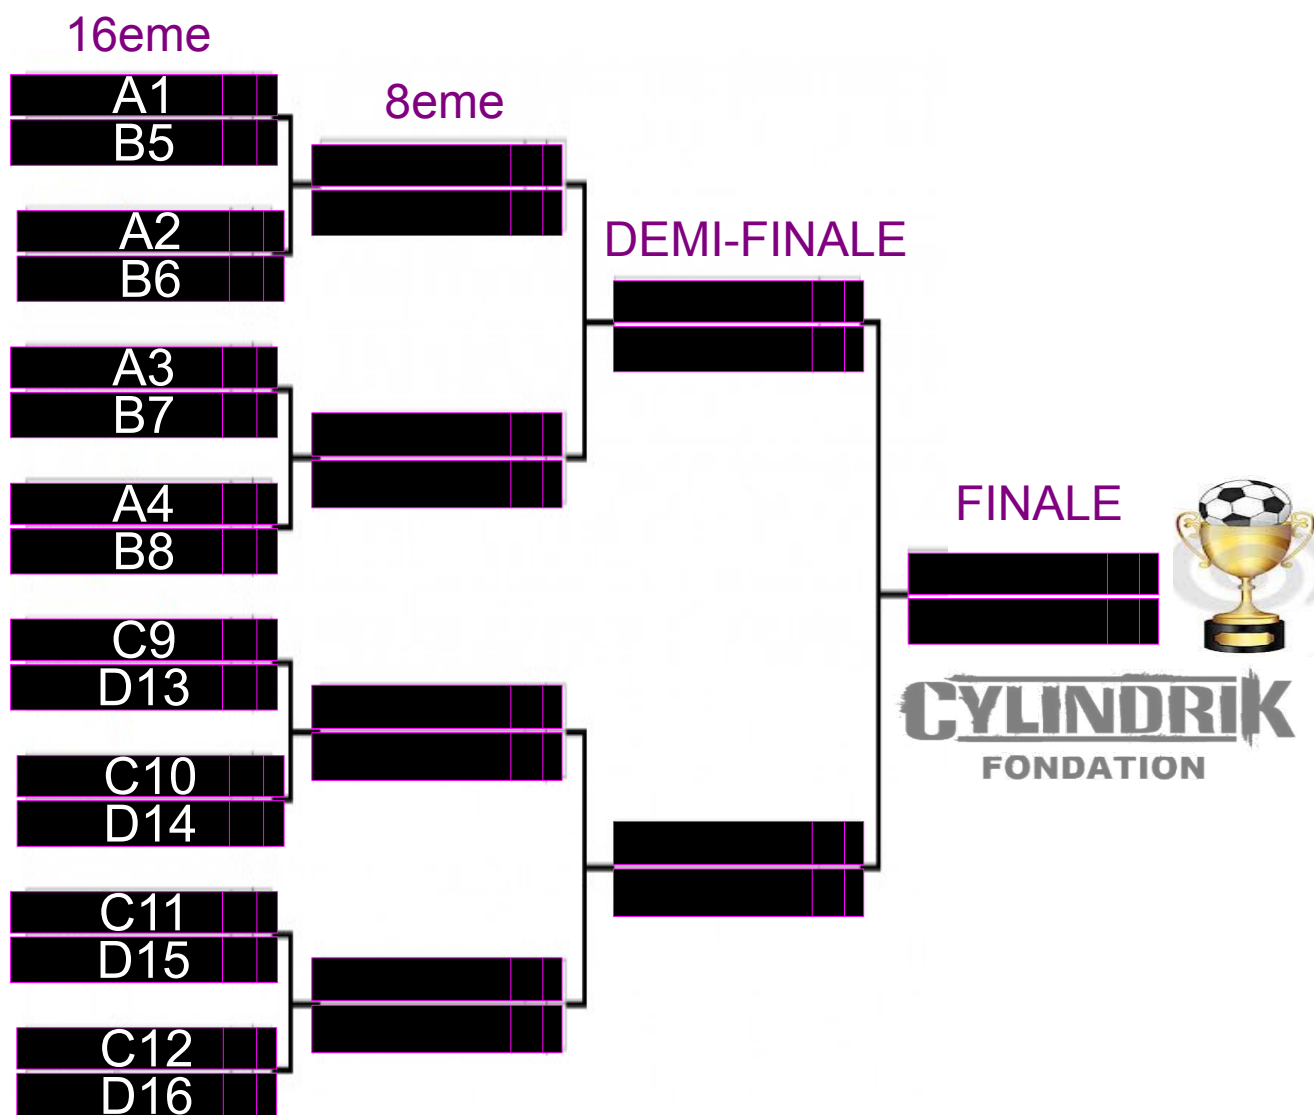 16eme
A1
B5
A2
B6
A3
B7
A4
B8
C9
D13
C10
D14
C11
D15
C12
D16
8eme
DEMI-FINALE
FINALE
CYLINDRIK
FONDATION